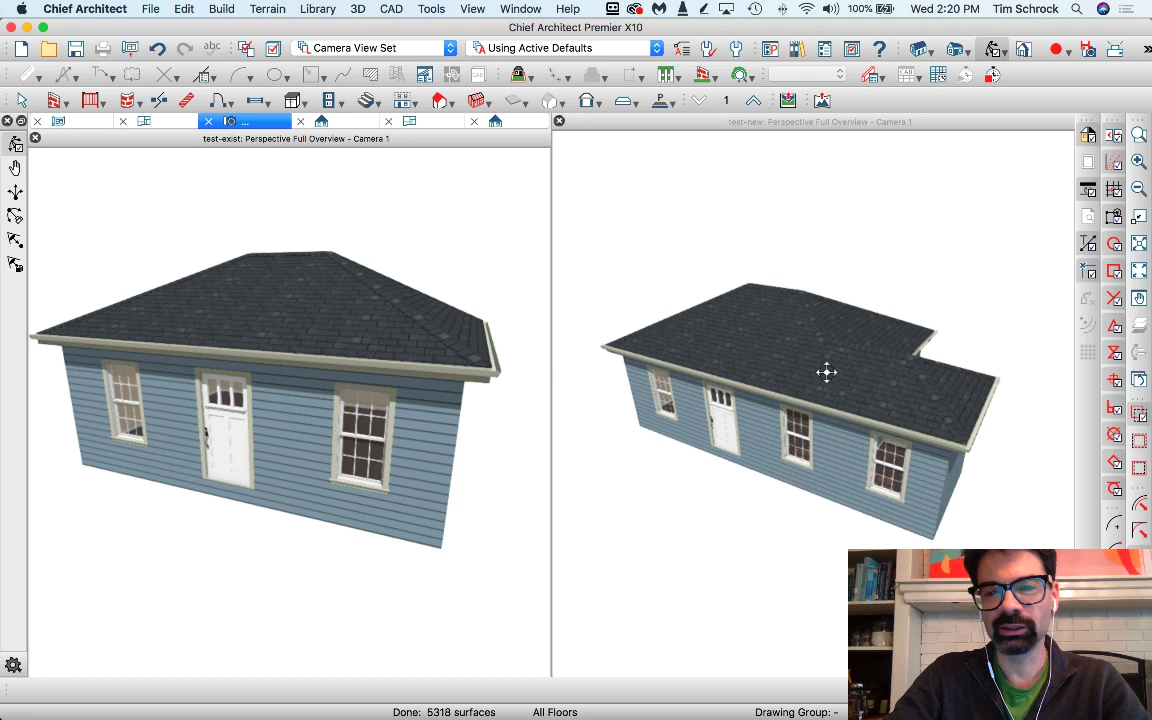 Chief Architect File Edit Build Terrain Library 3D CAD Tools View Window Help 100% Wed 2:20 PM Tim Schrock
Chief Architect Premier X10
abc Camera View Set Using Active Defaults
1
test-exist: Perspective Full Overview - Camera 1
test-new: Perspective Full Overview - Camera 1
Done: 5318 surfaces All Floors Drawing Group: -